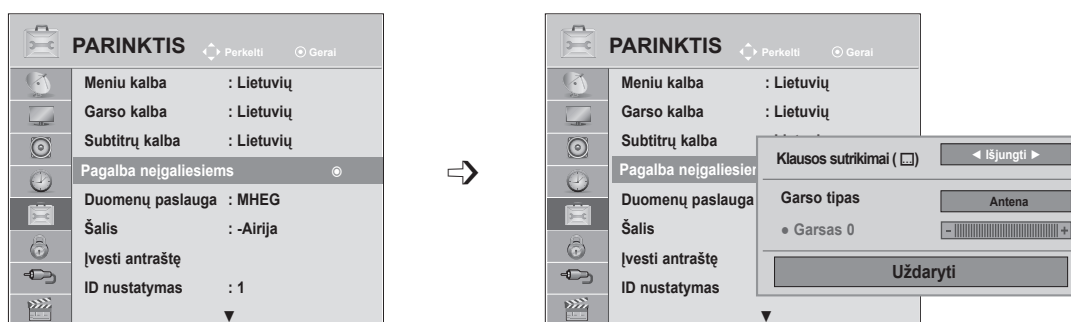 PARINKTIS Perkelti Gerai
Meniu kalba : Lietuvių
Garso kalba : Lietuvių
Subtitrų kalba : Lietuvių
Pagalba neįgaliesiems
Duomenų paslauga : MHEG
Šalis : -Airija
Įvesti antraštę
ID nustatymas : 1
▼
PARINKTIS Perkelti Gerai
Meniu kalba : Lietuvių
Garso kalba : Lietuvių
Subtitrų kalba
Pagalba neįgaliesiem
Duomenų paslauga
Šalis
Įvesti antraštę
ID nustatymas
▼
Klausos sutrikimai ( ) ◄ Išjungti ►
Garso tipas Antena
● Garsas 0 - +
Uždaryti